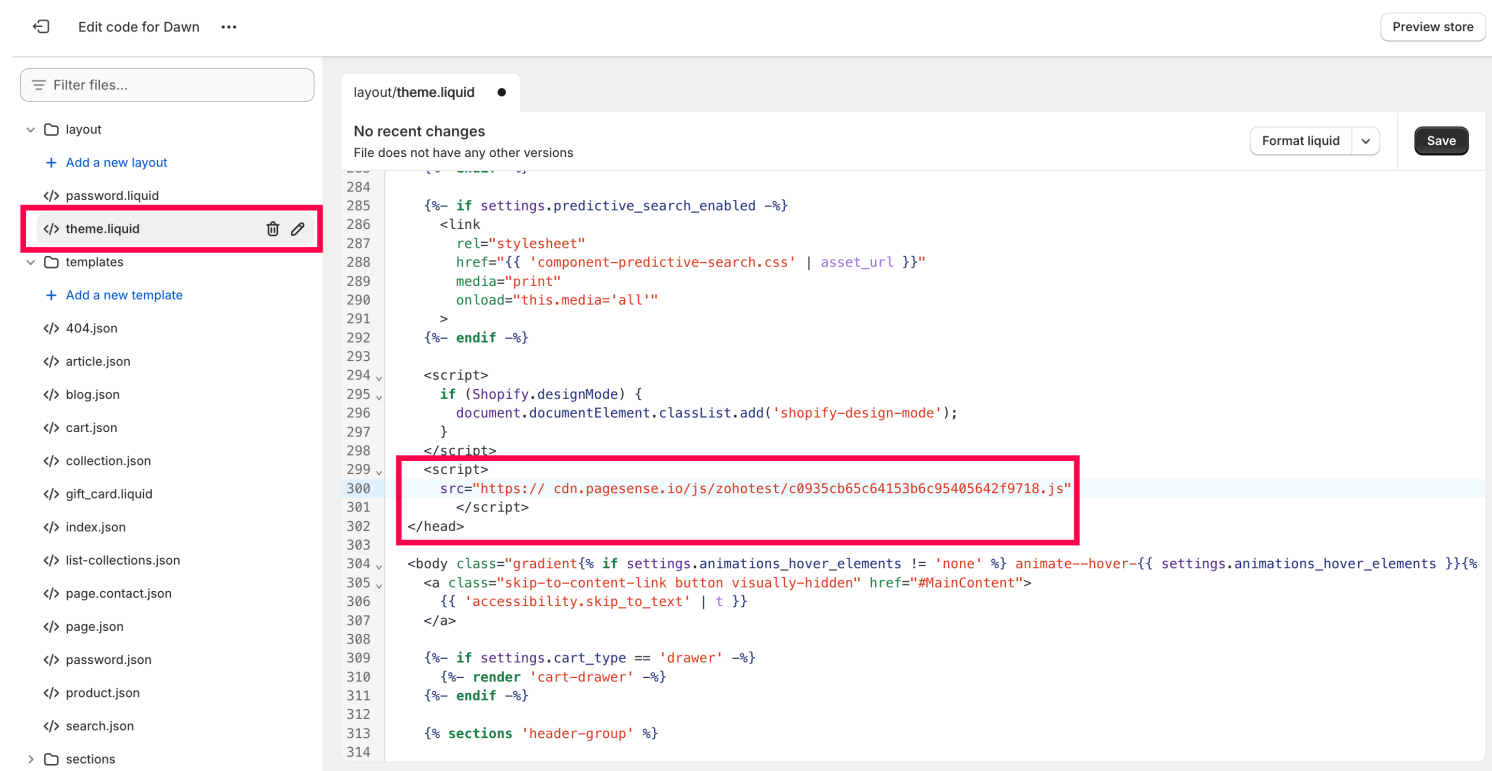 Edit code for Dawn ...
Preview store
Filter files...
layout
+ Add a new layout
</> password.liquid
</> theme.liquid
templates
+ Add a new template
</> 404.json
</> article.json
</> blog.json
</> cart.json
</> collection.json
</> gift_card.liquid
</> index.json
</> list-collections.json
</> page.contact.json
</> page.json
</> password.json
</> product.json
</> search.json
sections
layout/theme.liquid
No recent changes
File does not have any other versions
Format liquid
Save
283 {%- endif -%}
284
285 {%- if settings.predictive_search_enabled -%}
286 <link
287 rel="stylesheet"
288 href="{{ 'component-predictive-search.css' | asset_url }}"
289 media="print"
290 onload="this.media='all'"
291 >
292 {%- endif -%}
293
294 <script>
295 if (Shopify.designMode) {
296 document.documentElement.classList.add('shopify-design-mode');
297 }
298 </script>
299 <script>
300 src="https:// cdn.pagesense.io/js/zohotest/c0935cb65c64153b6c95405642f9718.js"
301 </script>
302 </head>
303
304 <body class="gradient{% if settings.animations_hover_elements != 'none' %} animate--hover-{{ settings.animations_hover_elements }}{%
305 <a class="skip-to-content-link button visually-hidden" href="#MainContent">
306 {{ 'accessibility.skip_to_text' | t }}
307 </a>
308
309 {%- if settings.cart_type == 'drawer' -%}
310 {%- render 'cart-drawer' -%}
311 {%- endif -%}
312
313 {% sections 'header-group' %}
314